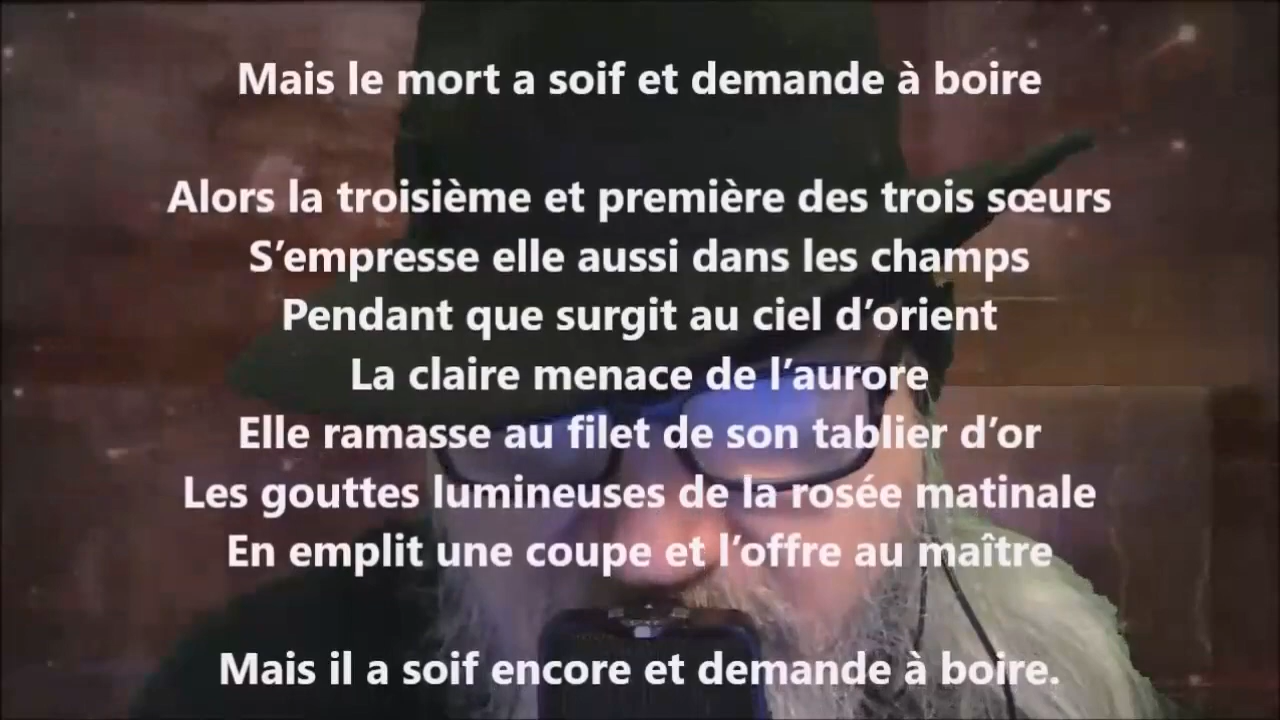 Mais le mort a soif et demande à boire
Alors la troisième et première des trois sœurs
S’empresse elle aussi dans les champs
Pendant que surgit au ciel d’orient
La claire menace de l’aurore
Elle ramasse au filet de son tablier d’or
Les gouttes lumineuses de la rosée matinale
En emplit une coupe et l’offre au maître
Mais il a soif encore et demande à boire.